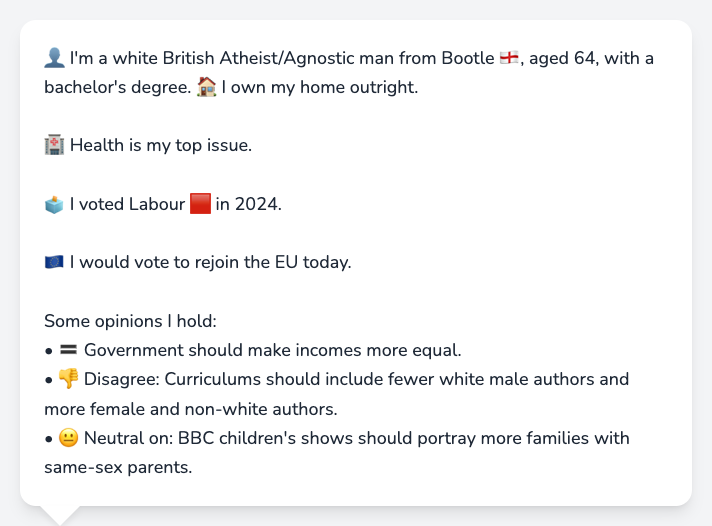 👤 I'm a white British Atheist/Agnostic man from Bootle 🏴󠁧󠁢󠁥󠁮󠁧󠁿, aged 64, with a
bachelor's degree. 🏠 I own my home outright.
🏥 Health is my top issue.
🗳️ I voted Labour 🟥 in 2024.
🇪🇺 I would vote to rejoin the EU today.
Some opinions I hold:
• 🟰 Government should make incomes more equal.
• 👎 Disagree: Curriculums should include fewer white male authors and
more female and non-white authors.
• 😐 Neutral on: BBC children's shows should portray more families with
same-sex parents.